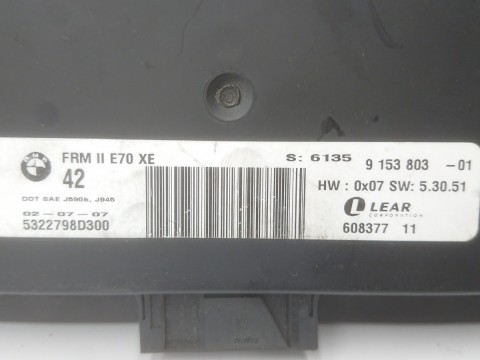 BMW
FRM II E70 XE
S: 6135
9 153 803 -01
42
HW : 0x07 SW: 5.30.51
DOT SAE J590b, J945
02-07-07
5322798D300
LEAR
CORPORATION
608377 11